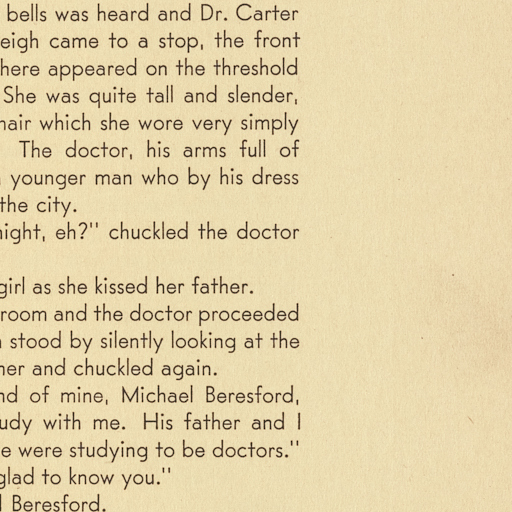 bells was heard and Dr. Carter
eigh came to a stop, the front
here appeared on the threshold
She was quite tall and slender,
hair which she wore very simply
The doctor, his arms full of
younger man who by his dress
the city.
night, eh?" chuckled the doctor
girl as she kissed her father.
room and the doctor proceeded
stood by silently looking at the
her and chuckled again.
nd of mine, Michael Beresford,
udy with me. His father and I
e were studying to be doctors."
glad to know you."
Beresford.